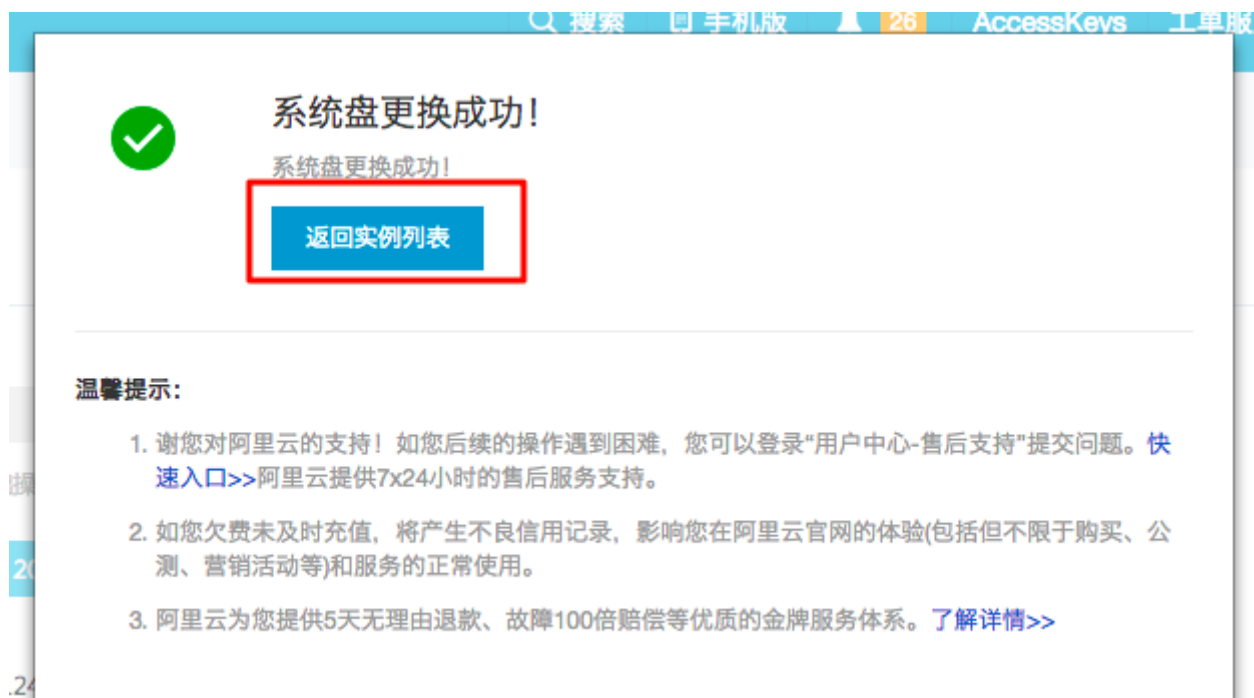 搜索 手机版 26 AccessKeys 工单服
系统盘更换成功！
系统盘更换成功！
返回实例列表
温馨提示：
1. 谢您对阿里云的支持！如您后续的操作遇到困难，您可以登录“用户中心-售后支持”提交问题。快
速入口>>阿里云提供7x24小时的售后服务支持。
2. 如您欠费未及时充值，将产生不良信用记录，影响您在阿里云官网的体验(包括但不限于购买、公
测、营销活动等)和服务的正常使用。
20
3. 阿里云为您提供5天无理由退款、故障100倍赔偿等优质的金牌服务体系。了解详情>>
.24